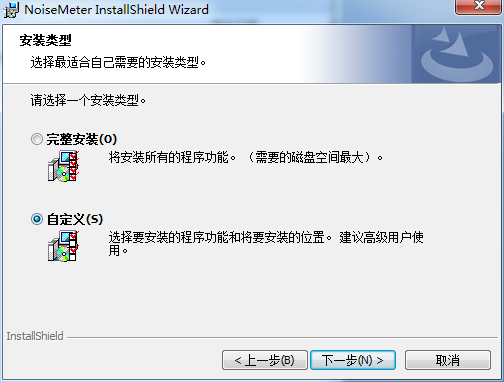 NoiseMeter InstallShield Wizard
安装类型
选择最适合自己需要的安装类型。
请选择一个安装类型。
完整安装(O)
将安装所有的程序功能。（需要的磁盘空间最大）。
自定义(S)
选择要安装的程序功能和将要安装的位置。建议高级用户使
用。
InstallShield
< 上一步(B)
下一步(N) >
取消